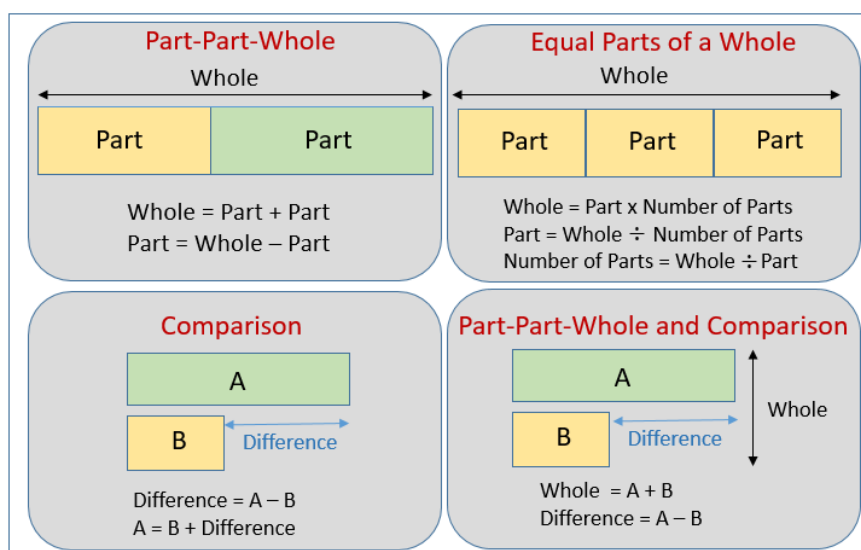 Part-Part-Whole
Whole
Part Part
Whole = Part + Part
Part = Whole – Part
Equal Parts of a Whole
Whole
Part Part Part
Whole = Part x Number of Parts
Part = Whole ÷ Number of Parts
Number of Parts = Whole ÷ Part
Comparison
A
B Difference
Difference = A – B
A = B + Difference
Part-Part-Whole and Comparison
A
Whole
B Difference
Whole = A + B
Difference = A – B